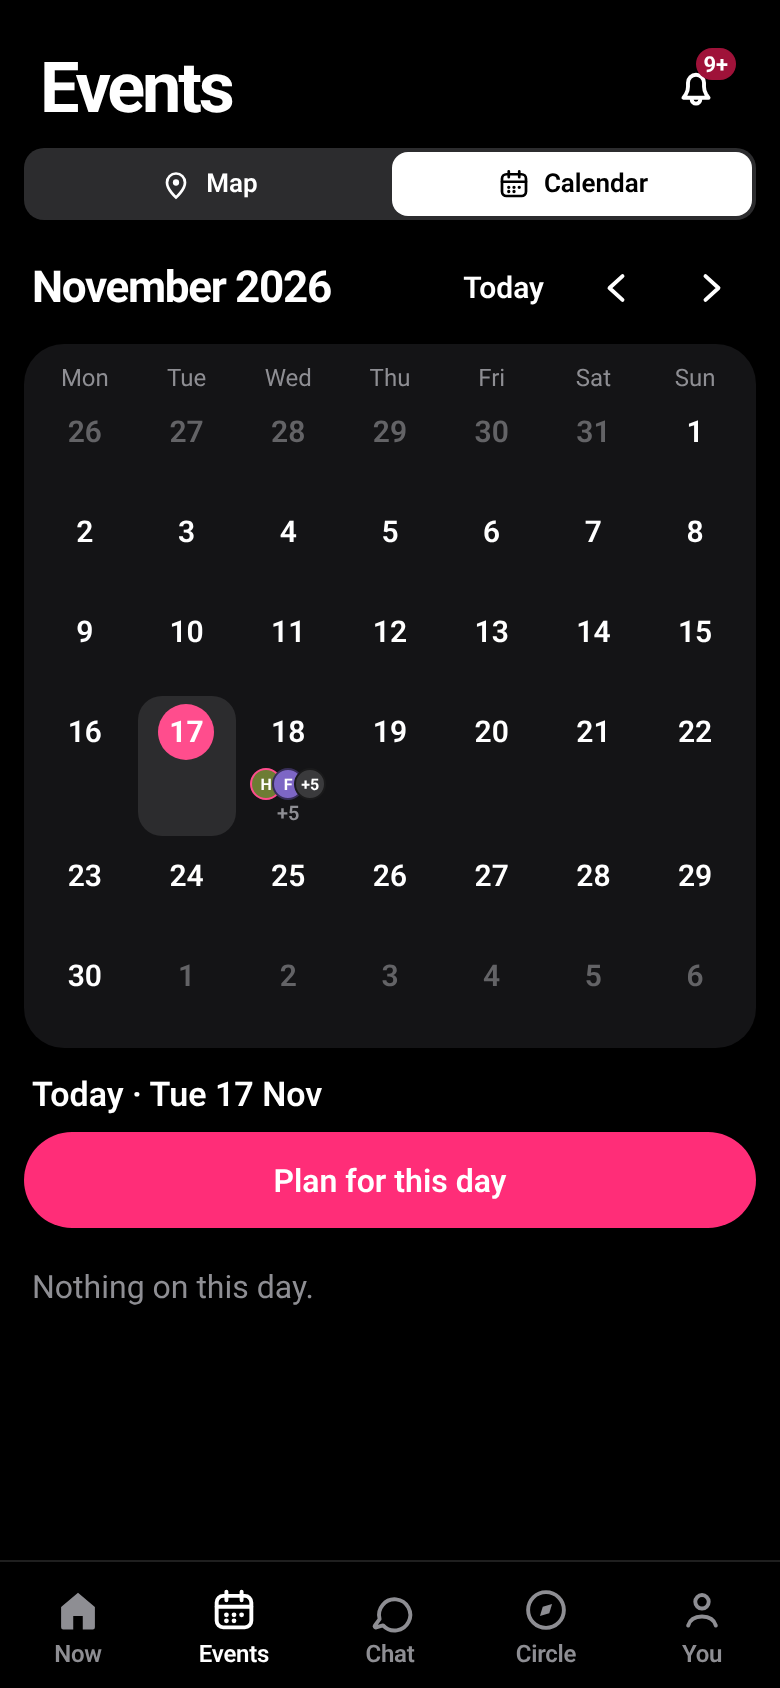 Events
9+
Map
Calendar
November 2026
Today
Mon Tue Wed Thu Fri Sat Sun
26 27 28 29 30 31 1
2 3 4 5 6 7 8
9 10 11 12 13 14 15
16 17 18 19 20 21 22
H F +5
+5
23 24 25 26 27 28 29
30 1 2 3 4 5 6
Today · Tue 17 Nov
Plan for this day
Nothing on this day.
Now Events Chat Circle You